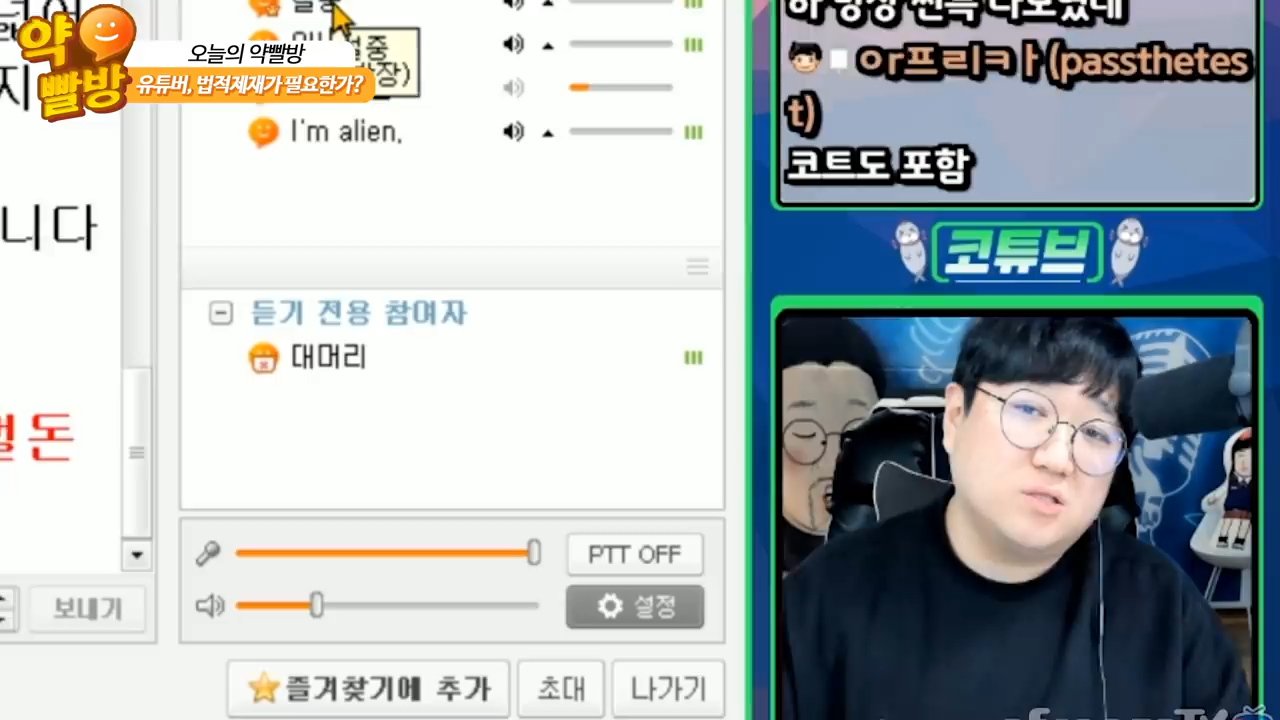 약빨방
오늘의 약빨방
유튜버, 법적제제가 필요한가?
I'm alien,
니다
듣기 전용 참여자
대머리
돈
PTT OFF
설정
보내기
즐겨찾기에 추가
초대
나가기
이r프리ㅋㅏ(passthetes
t)
코트도 포함
코튜브